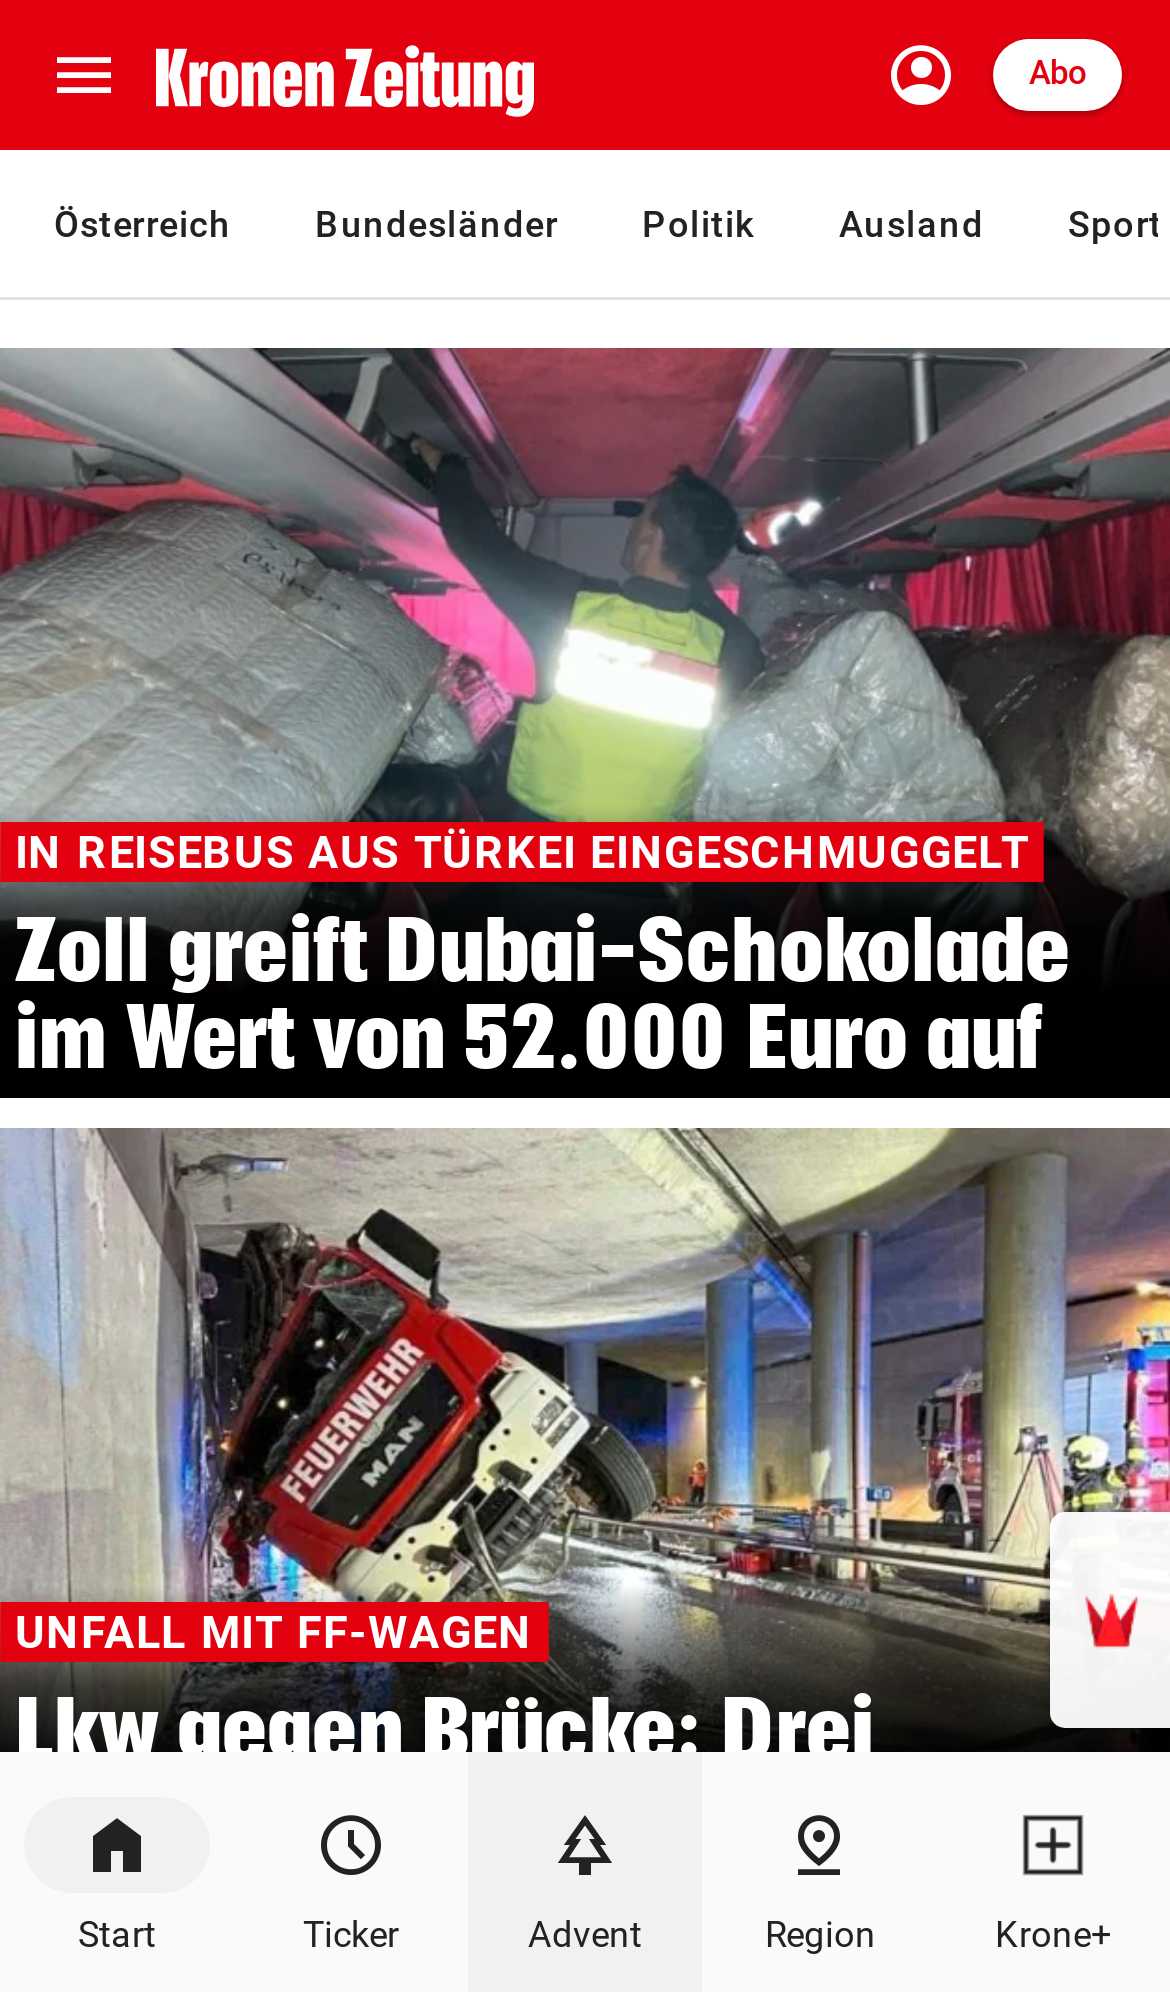 Kronen Zeitung
Abo
Österreich Bundesländer Politik Ausland Sport
IN REISEBUS AUS TÜRKEI EINGESCHMUGGELT
Zoll greift Dubai-Schokolade
im Wert von 52.000 Euro auf
FEUERWEHR
MAN
UNFALL MIT FF-WAGEN
Lkw gegen Brücke: Drei
Start Ticker Advent Region Krone+